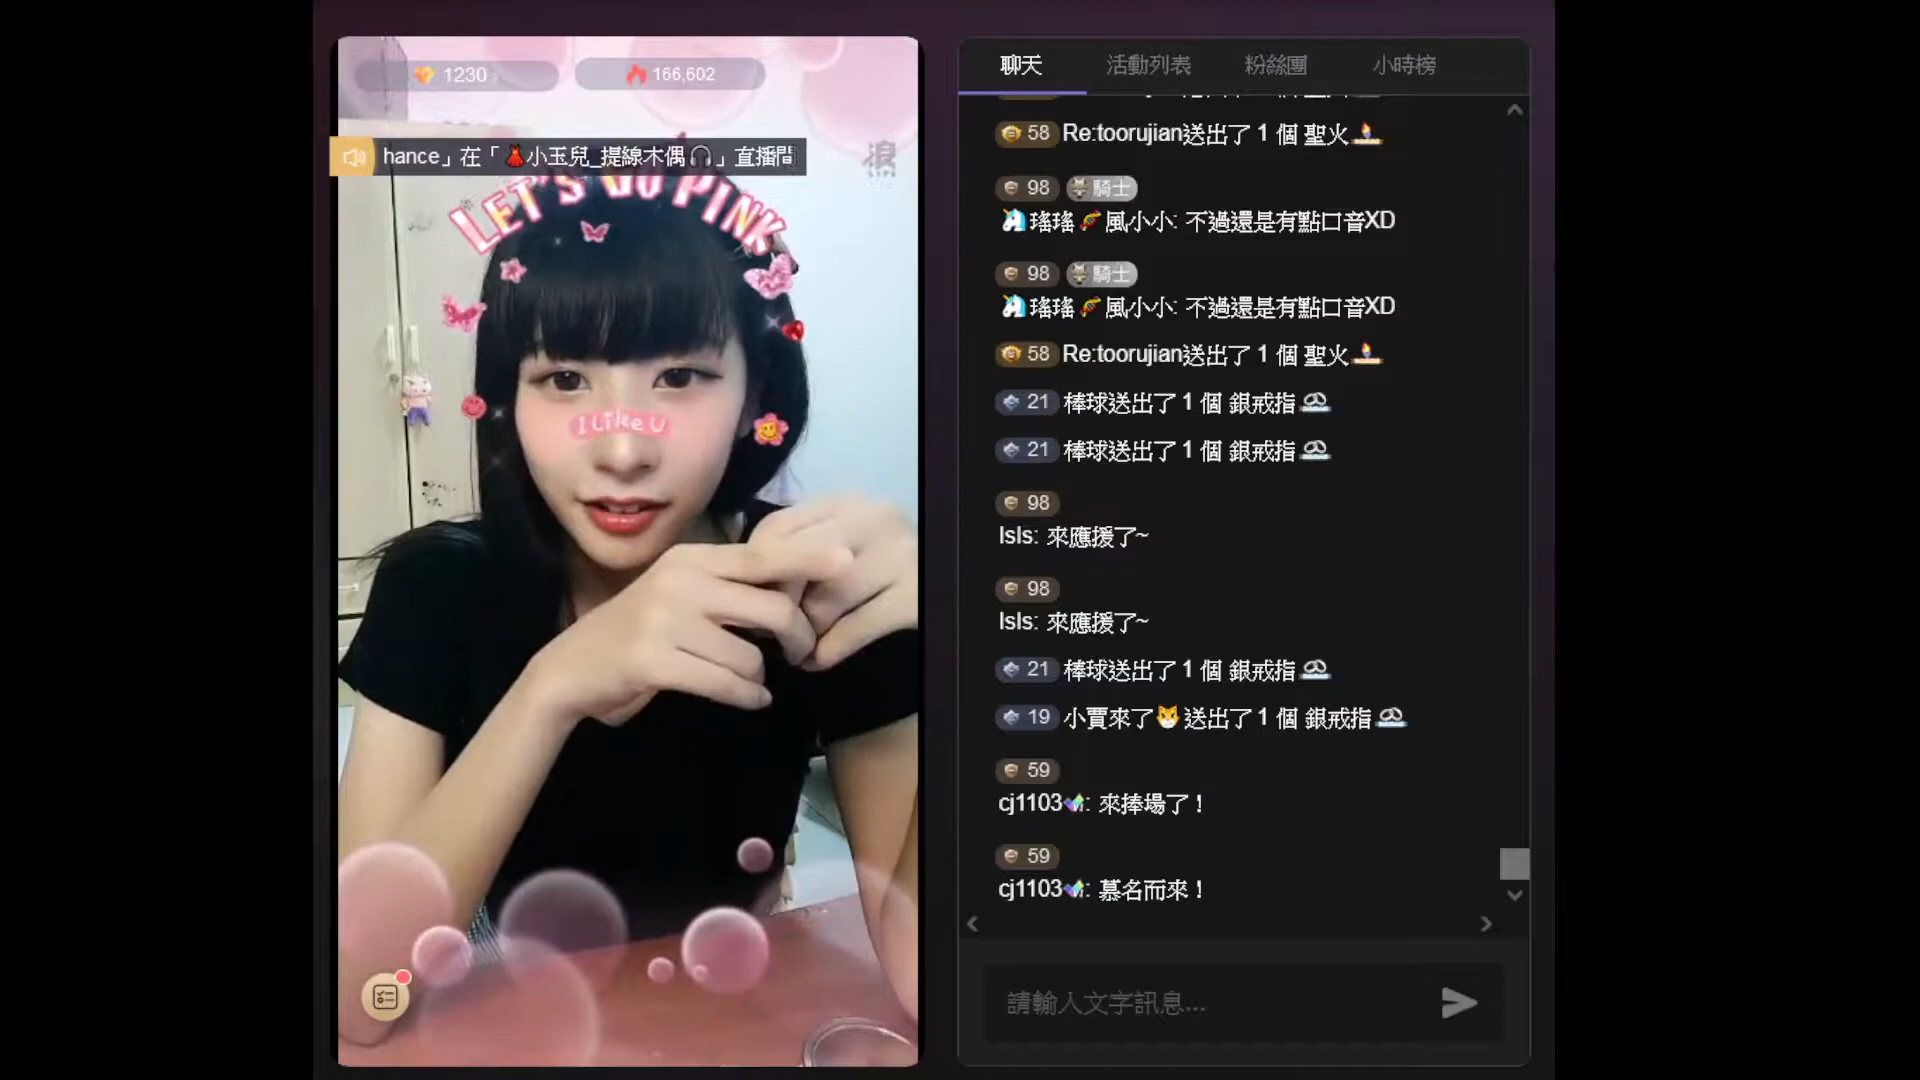 1230
166,602
hance」在「小玉兒_提線木偶🎧」直播間
浪
LET'S GO PINK
I Like U
聊天
活動列表
粉絲團
小時榜
58 Re:toorujian送出了 1 個 聖火
98 騎士
瑤瑤風小小: 不過還是有點口音XD
98 騎士
瑤瑤風小小: 不過還是有點口音XD
58 Re:toorujian送出了 1 個 聖火
21 棒球送出了 1 個 銀戒指
21 棒球送出了 1 個 銀戒指
98
lsls: 來應援了~
98
lsls: 來應援了~
21 棒球送出了 1 個 銀戒指
19 小賈來了送出了 1 個 銀戒指
59
cj1103: 來捧場了！
59
cj1103: 慕名而來！
請輸入文字訊息...